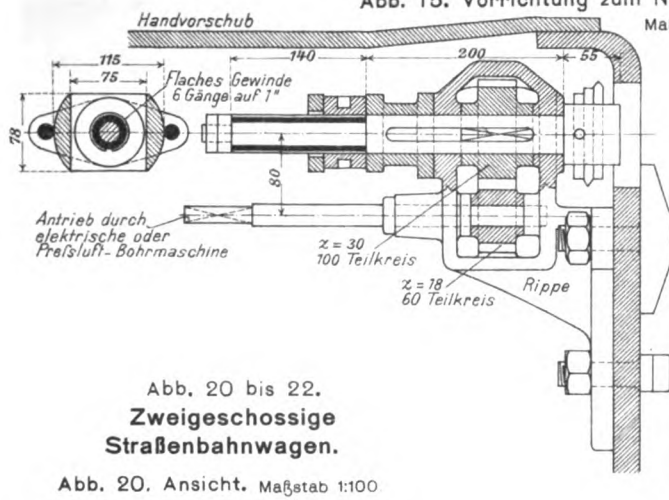 Abb. 15. Vorrichtung zum N
Handvorschub
Ma
115
75
140
200
55
Flaches Gewinde
6 Gänge auf 1"
78
80
Antrieb durch
elektrische oder
Preſsluft-Bohrmaschine
z = 30
100 Teilkreis
z = 18
60 Teilkreis
Rippe
Abb. 20 bis 22.
Zweigeschossige
Straßenbahnwagen.
Abb. 20. Ansicht. Maßstab 1:100